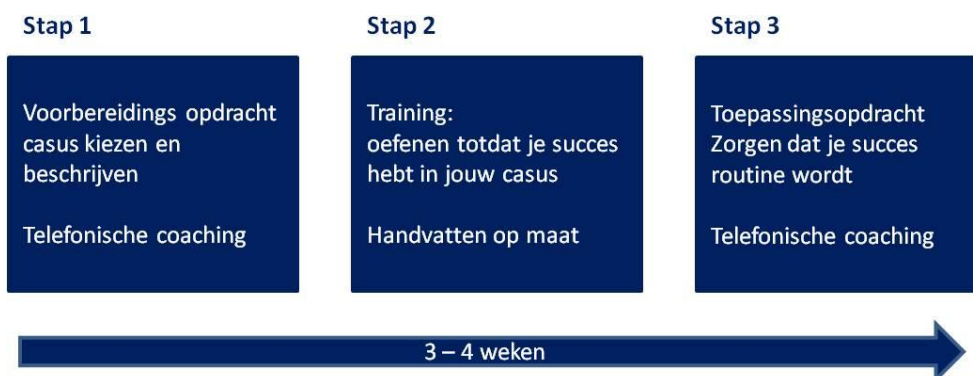 Stap 1
Voorbereidings opdracht
casus kiezen en
beschrijven
Telefonische coaching
Stap 2
Training:
oefenen totdat je succes
hebt in jouw casus
Handvatten op maat
Stap 3
Toepassingsopdracht
Zorgen dat je succes
routine wordt
Telefonische coaching
3 – 4 weken